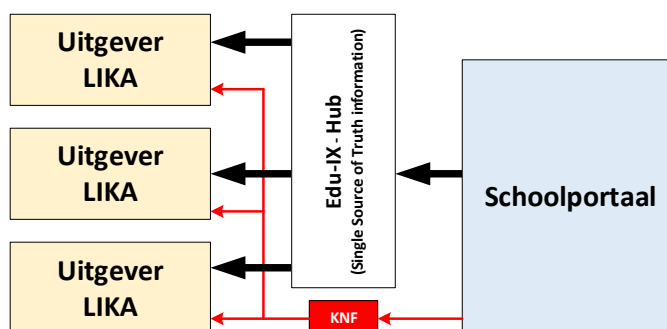 Uitgever
LIKA
Uitgever
LIKA
Uitgever
LIKA
Edu-IX - Hub
(Single Source of Truth information)
Schoolportaal
KNF